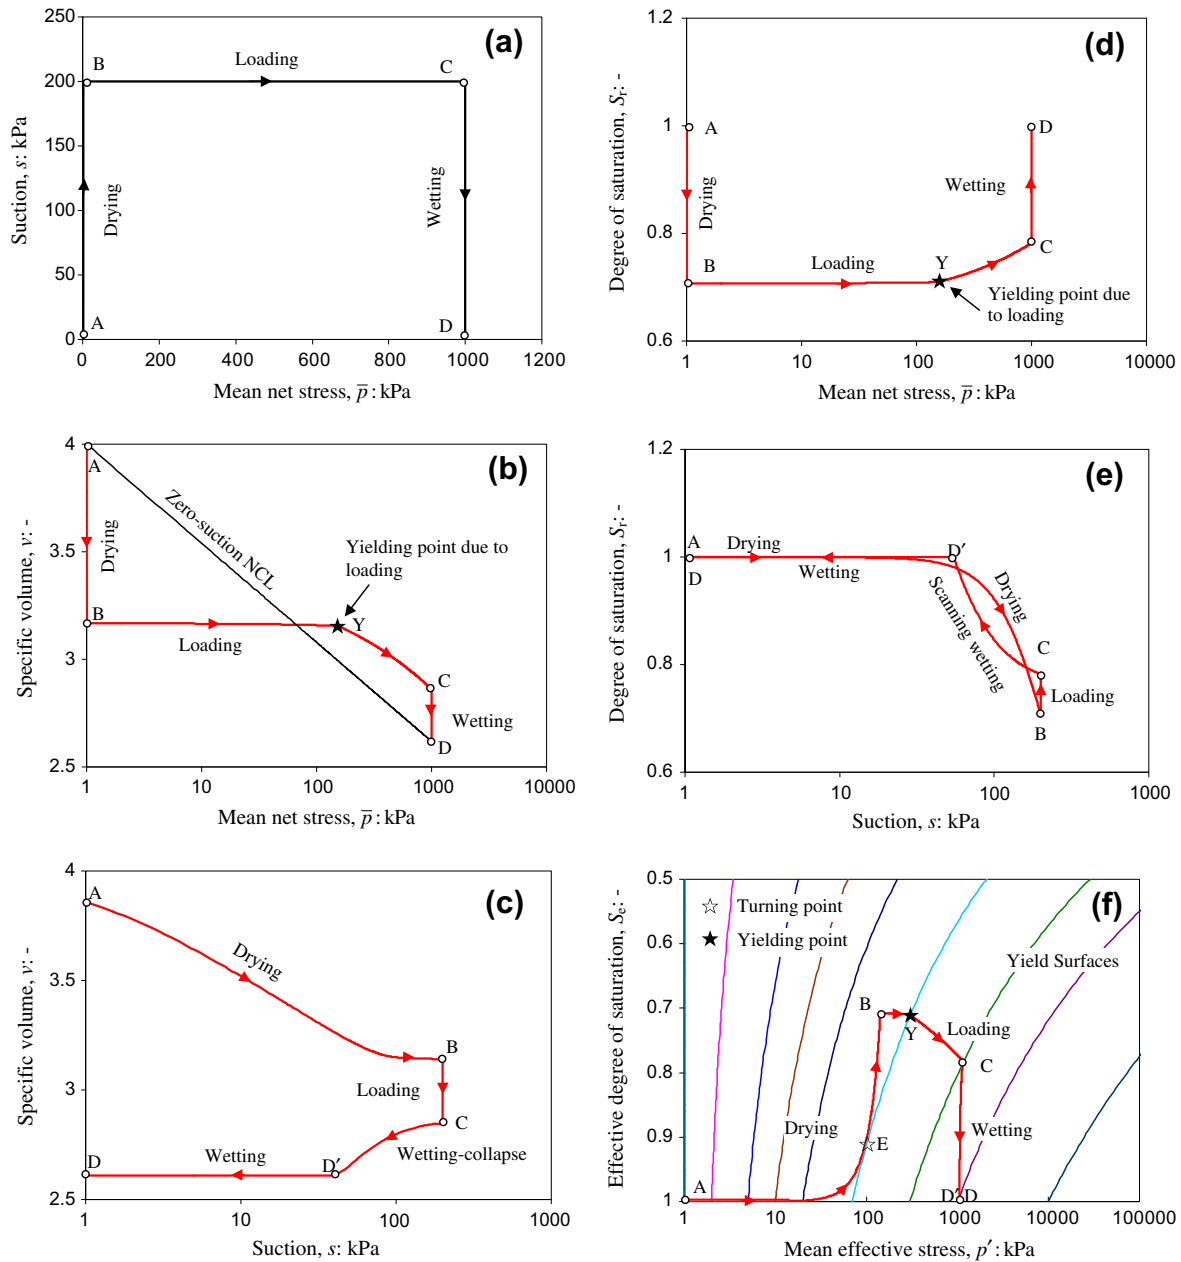 (a)
250
200
150
100
50
0
Suction, s: kPa
B
Loading
C
Drying
Wetting
A
D
0
200
400
600
800
1000
1200
Mean net stress, p̅ : kPa
(d)
1.2
1
0.8
0.6
Degree of saturation, Sr: -
A
D
Drying
Wetting
B
Loading
Y
C
Yielding point due
to loading
1
10
100
1000
10000
Mean net stress, p̅ : kPa
(b)
4
3.5
3
2.5
Specific volume, v: -
A
Drying
Zero-suction NCL
Yielding point due to
loading
B
Loading
Y
C
Wetting
D
1
10
100
1000
10000
Mean net stress, p̅ : kPa
(e)
1.2
1
0.8
0.6
Degree of saturation, Sr: -
A
Drying
D′
D
Wetting
Drying
Scanning wetting
C
Loading
B
1
10
100
1000
Suction, s: kPa
(c)
4
3.5
3
2.5
Specific volume, v: -
A
Drying
B
Loading
C
Wetting-collapse
D
Wetting
D′
1
10
100
1000
Suction, s: kPa
(f)
0.5
0.6
0.7
0.8
0.9
1
Effective degree of saturation, Se: -
☆ Turning point
★ Yielding point
Yield Surfaces
B
Y
Loading
C
Drying
E
Wetting
A
D′
D
1
10
100
1000
10000
100000
Mean effective stress, p′ : kPa